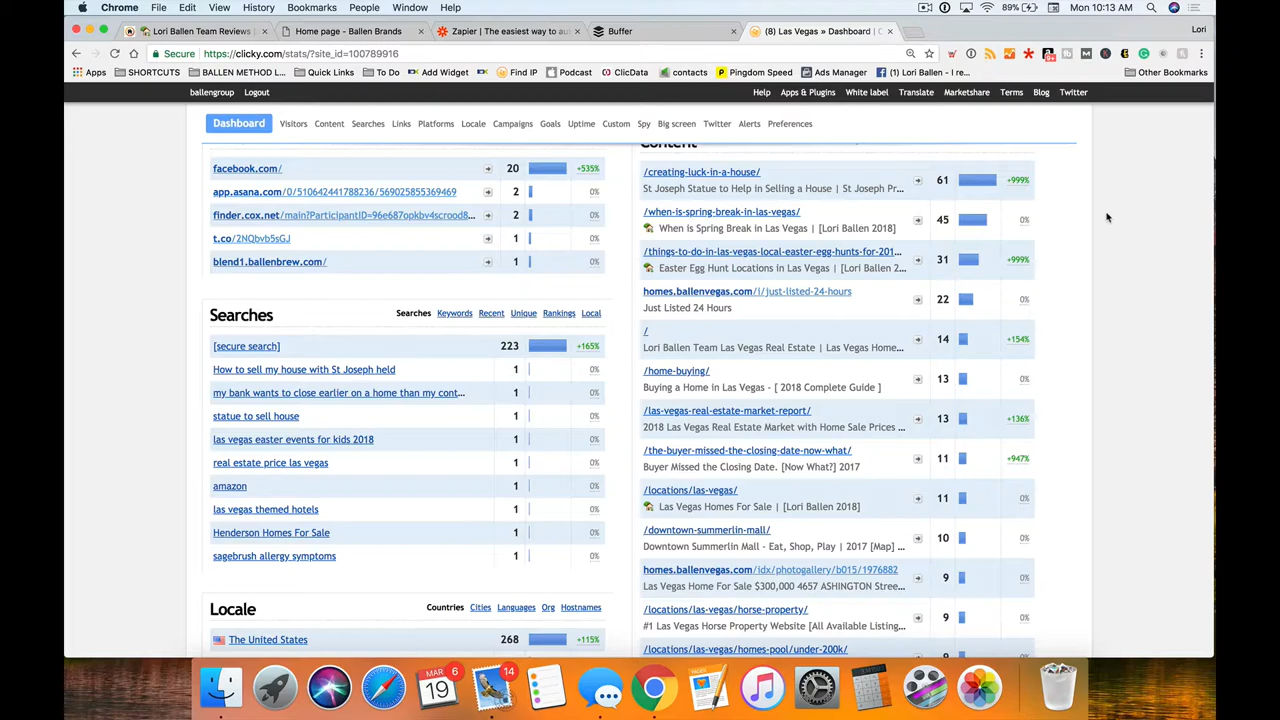 Chrome File Edit View History Bookmarks People Window Help 89% Mon 10:13 AM
Lori Ballen Team Reviews Home page - Ballen Brands Zapier | The easiest way to au Buffer (8) Las Vegas » Dashboard | C Lori
Secure https://clicky.com/stats/?site_id=100789916
Apps SHORTCUTS BALLEN METHOD L... Quick Links To Do Add Widget Find IP Podcast ClicData contacts Pingdom Speed Ads Manager (1) Lori Ballen - I re... Other Bookmarks
ballengroup Logout Help Apps & Plugins White label Translate Marketshare Terms Blog Twitter
Dashboard Visitors Content Searches Links Platforms Locale Campaigns Goals Uptime Custom Spy Big screen Twitter Alerts Preferences
facebook.com/ 20 +535%
app.asana.com/0/510642441788236/569025855369469 2 0%
finder.cox.net/main?ParticipantID=96e687opkbv4scrood8... 2 0%
t.co/2NQbvb5sGJ 1 0%
blend1.ballenbrew.com/ 1 0%
Searches Searches Keywords Recent Unique Rankings Local
[secure search] 223 +165%
How to sell my house with St Joseph held 1 0%
my bank wants to close earlier on a home than my cont... 1 0%
statue to sell house 1 0%
las vegas easter events for kids 2018 1 0%
real estate price las vegas 1 0%
amazon 1 0%
las vegas themed hotels 1 0%
Henderson Homes For Sale 1 0%
sagebrush allergy symptoms 1 0%
Locale Countries Cities Languages Org Hostnames
The United States 268 +115%
Content
/creating-luck-in-a-house/ 61 +999%
St Joseph Statue to Help in Selling a House | St Joseph Pr...
/when-is-spring-break-in-las-vegas/ 45 0%
When is Spring Break in Las Vegas | [Lori Ballen 2018]
/things-to-do-in-las-vegas-local-easter-egg-hunts-for-201... 31 +999%
Easter Egg Hunt Locations in Las Vegas | [Lori Ballen 2...
homes.ballenvegas.com/i/just-listed-24-hours 22 0%
Just Listed 24 Hours
/ 14 +154%
Lori Ballen Team Las Vegas Real Estate | Las Vegas Home...
/home-buying/ 13 0%
Buying a Home in Las Vegas - [ 2018 Complete Guide ]
/las-vegas-real-estate-market-report/ 13 +136%
2018 Las Vegas Real Estate Market with Home Sale Prices ...
/the-buyer-missed-the-closing-date-now-what/ 11 +947%
Buyer Missed the Closing Date. [Now What?] 2017
/locations/las-vegas/ 11 0%
Las Vegas Homes For Sale | [Lori Ballen 2018]
/downtown-summerlin-mall/ 10 0%
Downtown Summerlin Mall - Eat, Shop, Play | 2017 [Map] ...
homes.ballenvegas.com/idx/photogallery/b015/1976882 9 0%
Las Vegas Home For Sale $300,000 4657 ASHINGTON Stree...
/locations/las-vegas/horse-property/ 9 0%
#1 Las Vegas Horse Property Website [All Available Listing...
/locations/las-vegas/homes-pool/under-200k/
MAR 19 6 14